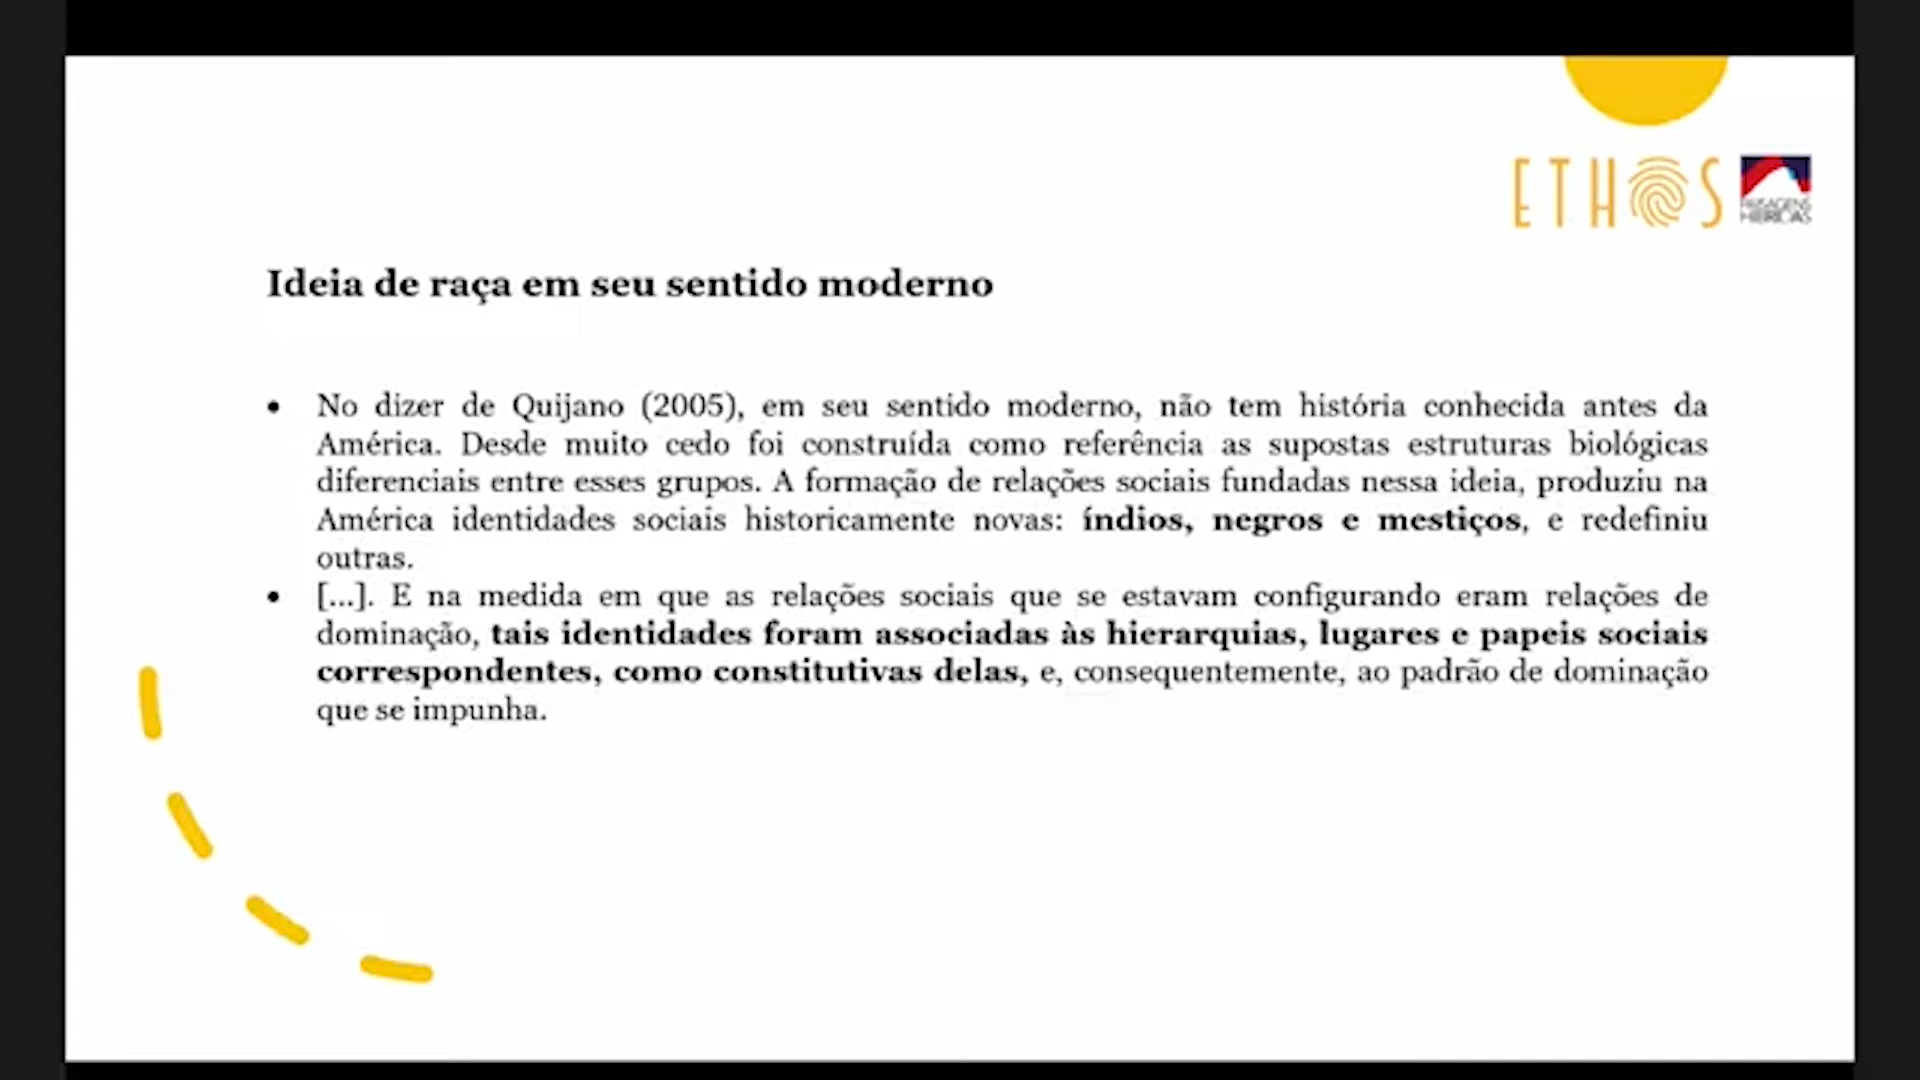 ETHOS
PAISAGENS
HÍBRIDAS
Ideia de raça em seu sentido moderno
• No dizer de Quijano (2005), em seu sentido moderno, não tem história conhecida antes da
América. Desde muito cedo foi construída como referência as supostas estruturas biológicas
diferenciais entre esses grupos. A formação de relações sociais fundadas nessa ideia, produziu na
América identidades sociais historicamente novas: índios, negros e mestiços, e redefiniu
outras.
• [...]. E na medida em que as relações sociais que se estavam configurando eram relações de
dominação, tais identidades foram associadas às hierarquias, lugares e papeis sociais
correspondentes, como constitutivas delas, e, consequentemente, ao padrão de dominação
que se impunha.